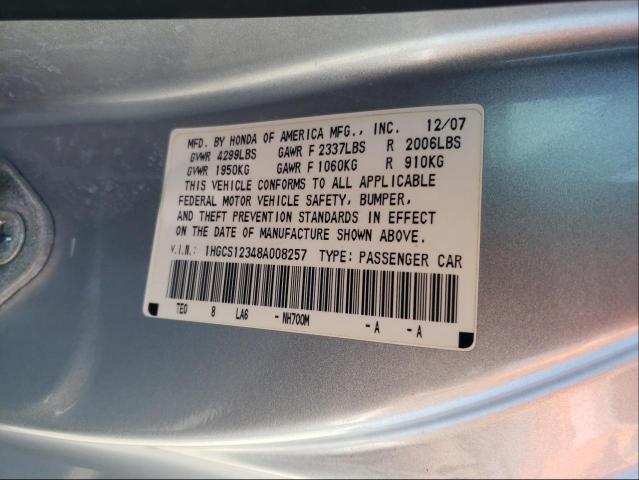 MFD. BY HONDA OF AMERICA MFG., INC. 12/07
GVWR 4299LBS GAWR F 2337LBS R 2006LBS
GVWR 1950KG GAWR F 1060KG R 910KG
THIS VEHICLE CONFORMS TO ALL APPLICABLE
FEDERAL MOTOR VEHICLE SAFETY, BUMPER,
AND THEFT PREVENTION STANDARDS IN EFFECT
ON THE DATE OF MANUFACTURE SHOWN ABOVE.
V.I.N.: 1HGCS12348A008257 TYPE: PASSENGER CAR
TE0 8 LA6 -NH700M -A -A